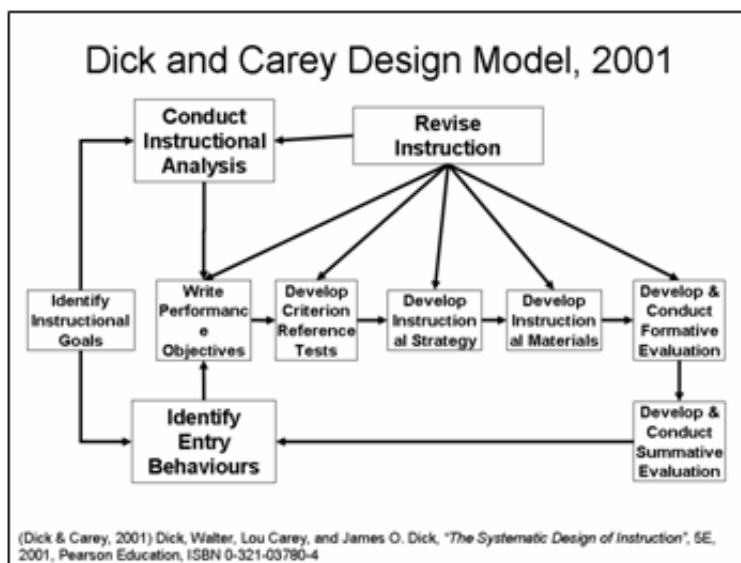 Dick and Carey Design Model, 2001
Conduct
Instructional
Analysis
Revise
Instruction
Identify
Instructional
Goals
Write
Performanc
e
Objectives
Develop
Criterion
Reference
Tests
Develop
Instruction
al Strategy
Develop
Instruction
al Materials
Develop &
Conduct
Formative
Evaluation
Identify
Entry
Behaviours
Develop &
Conduct
Summative
Evaluation
(Dick & Carey, 2001) Dick, Walter, Lou Carey, and James O. Dick, "The Systematic Design of Instruction", 5E,
2001, Pearson Education, ISBN 0-321-03780-4